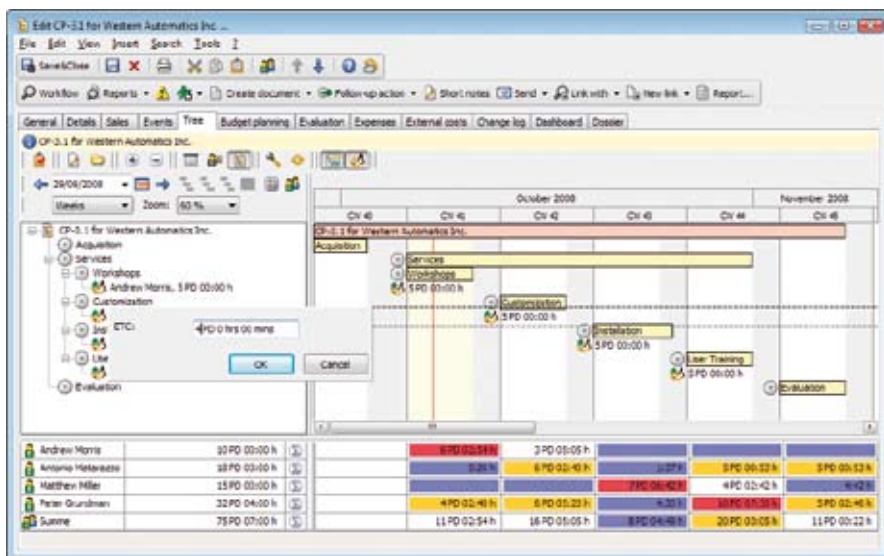 Edit CP-3.1 for Western Automatics Inc. ...
File Edit View Insert Search Tools ?
Save&Close
Workflow Reports Create document Follow-up action Short notes Send Link with New link Report...
General Details Sales Events Tree Budget planning Evaluation Expenses External costs Change log Dashboard Dossier
CP-3.1 for Western Automatics Inc.
29/09/2008
Weeks Zoom: 60 %
October 2008 November 2008
CW 40 CW 41 CW 42 CW 43 CW 44 CW 45
CP-3.1 for Western Automatics Inc. CP-3.1 for Western Automatics Inc.
Acquisition Acquisition
Services Services
Workshops Workshops
Andrew Morris, 5 PD 00:00 h 5 PD 00:00 h
Customization Customization
5 PD 00:00 h
Ins Installation
ETC: 4PD 0 hrs 00 mins
5 PD 00:00 h
Use User Training
OK Cancel
5 PD 00:00 h
Evaluation Evaluation
Andrew Morris 10 PD 00:00 h 6 PD 02:54 h 3 PD 05:05 h
Antonio 18 PD 00:00 h 6 PD 02:40 h 5 PD 00:53 h 5 PD 00:53 h
Matthew Miller 15 PD 00:00 h 7 PD 06:42 h 4 PD 02:42 h
Peter Grundman 32 PD 04:00 h 4 PD 02:40 h 6 PD 05:23 h 5 PD 02:46 h
Summe 75 PD 07:00 h 11 PD 02:54 h 16 PD 05:05 h 20 PD 03:05 h 11 PD 00:22 h